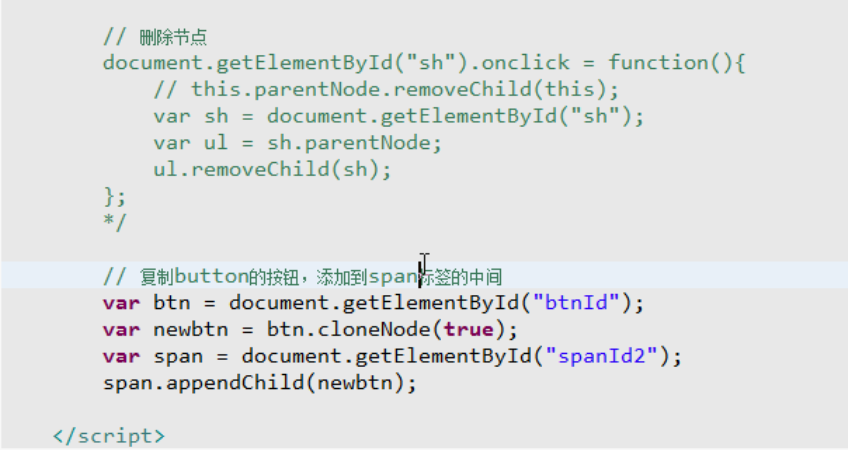 // 删除节点
document.getElementById("sh").onclick = function(){
// this.parentNode.removeChild(this);
var sh = document.getElementById("sh");
var ul = sh.parentNode;
ul.removeChild(sh);
};
*/
// 复制button的按钮，添加到span标签的中间
var btn = document.getElementById("btnId");
var newbtn = btn.cloneNode(true);
var span = document.getElementById("spanId2");
span.appendChild(newbtn);
</script>